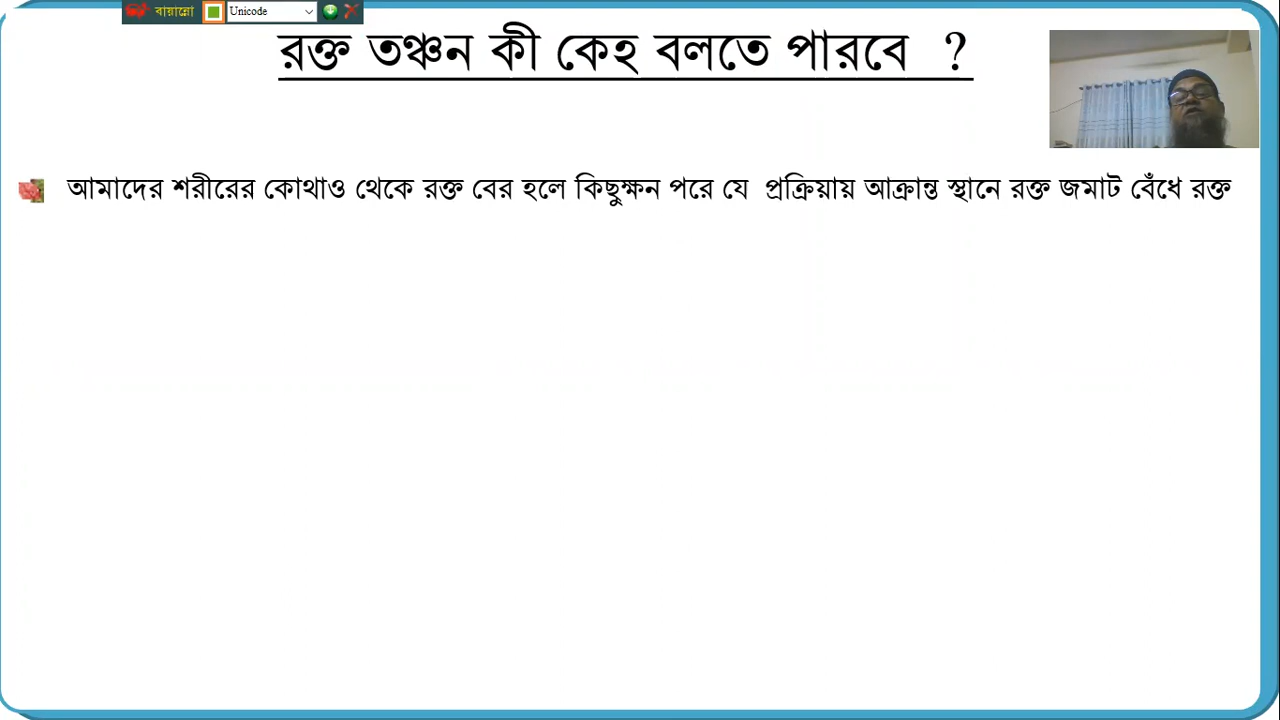 বায়ান্নো Unicode
রক্ত তঞ্চন কী কেহ বলতে পারবে ?
আমাদের শরীরের কোথাও থেকে রক্ত বের হলে কিছুক্ষন পরে যে প্রক্রিয়ায় আক্রান্ত স্থানে রক্ত জমাট বেঁধে রক্ত